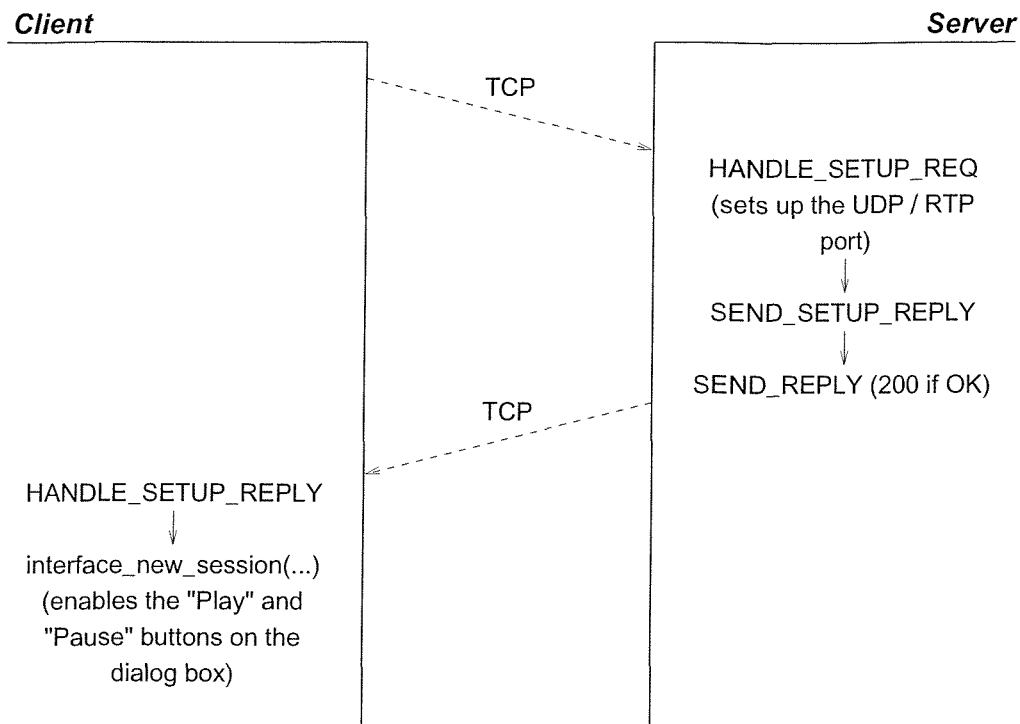 Client
Server
TCP
HANDLE_SETUP_REQ
(sets up the UDP / RTP
port)
SEND_SETUP_REPLY
SEND_REPLY (200 if OK)
TCP
HANDLE_SETUP_REPLY
interface_new_session(...)
(enables the "Play" and
"Pause" buttons on the
dialog box)